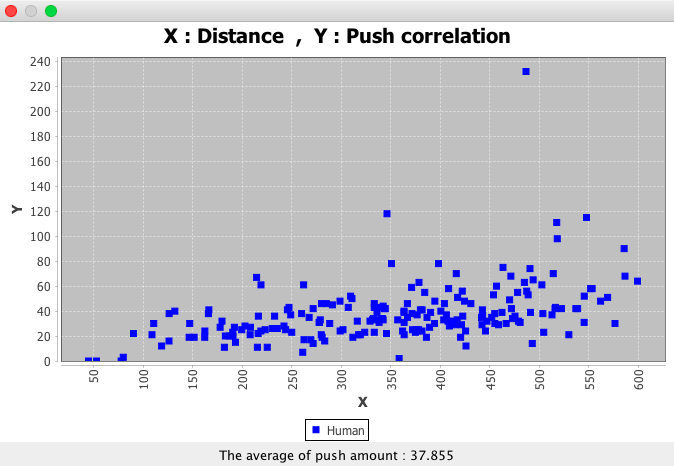 X : Distance , Y : Push correlation
240
220
200
180
160
140
120
100
80
60
40
20
0
Y
50 100 150 200 250 300 350 400 450 500 550 600
X
Human
The average of push amount : 37.855